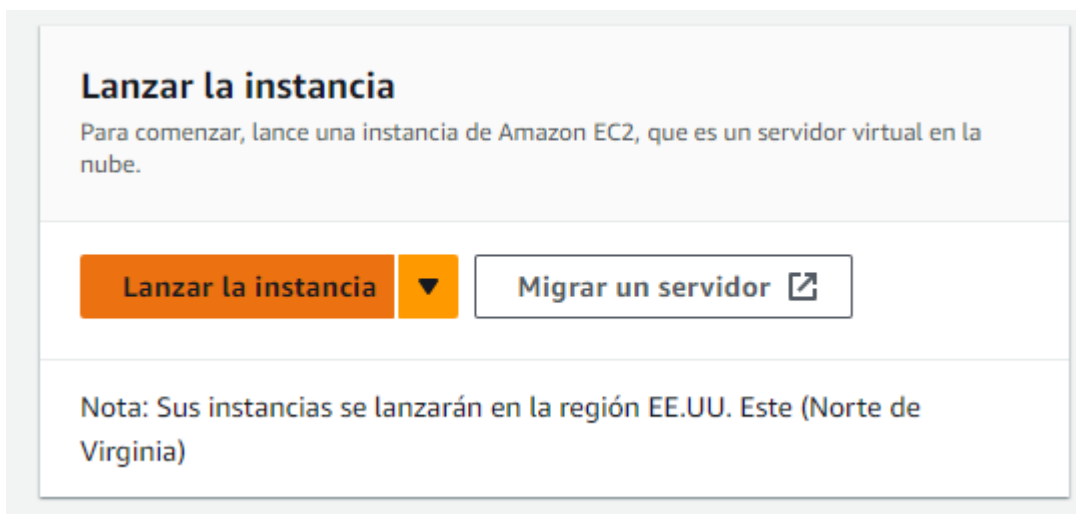 Lanzar la instancia
Para comenzar, lance una instancia de Amazon EC2, que es un servidor virtual en la
nube.
Lanzar la instancia
Migrar un servidor
Nota: Sus instancias se lanzarán en la región EE.UU. Este (Norte de
Virginia)